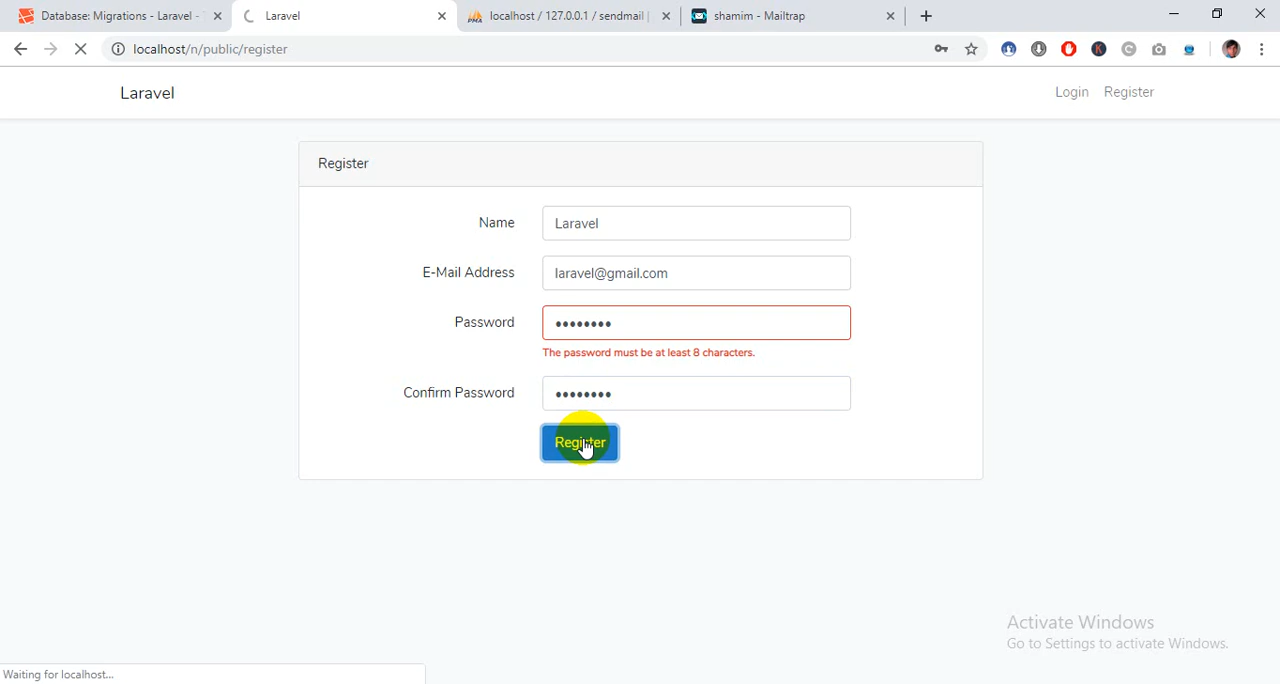 Database: Migrations - Laravel - Laravel localhost / 127.0.0.1 / sendmail | shamim - Mailtrap
localhost/n/public/register
Laravel
Login Register
Register
Name Laravel
E-Mail Address laravel@gmail.com
Password ••••••••
The password must be at least 8 characters.
Confirm Password ••••••••
Register
Activate Windows
Go to Settings to activate Windows.
Waiting for localhost...